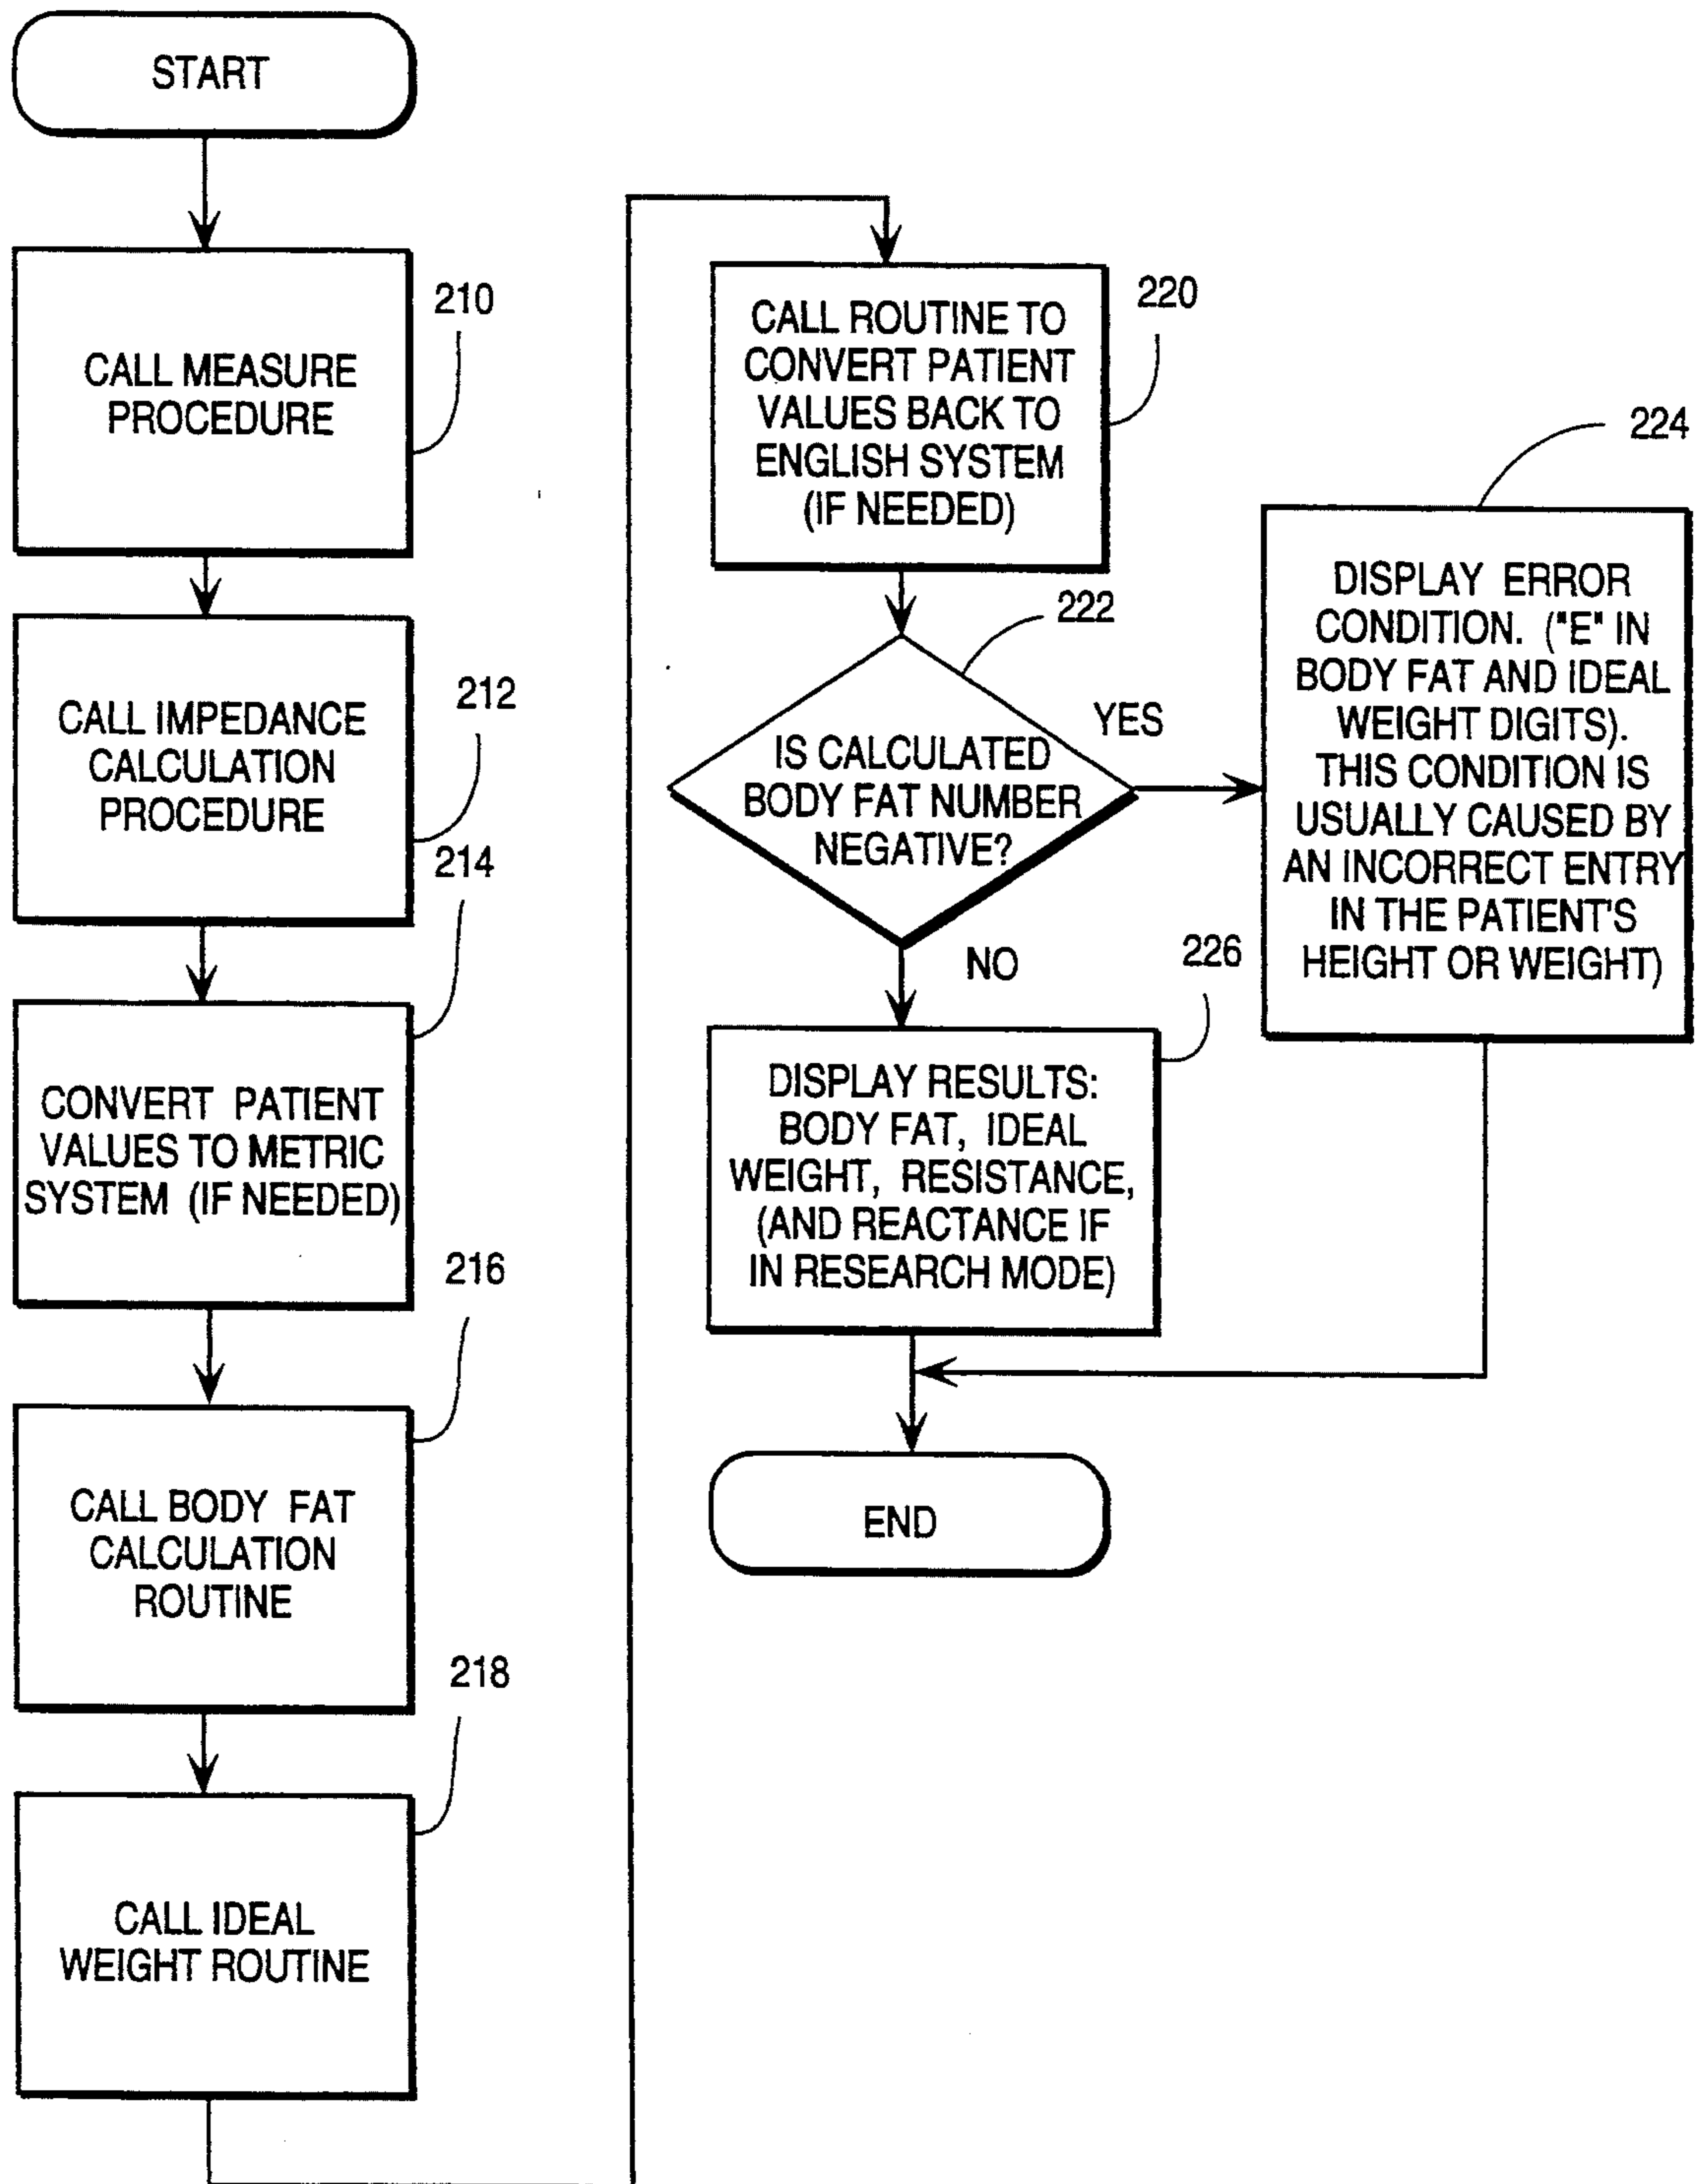 START
210
CALL MEASURE
PROCEDURE
212
CALL IMPEDANCE
CALCULATION
PROCEDURE
214
CONVERT PATIENT
VALUES TO METRIC
SYSTEM (IF NEEDED)
216
CALL BODY FAT
CALCULATION
ROUTINE
218
CALL IDEAL
WEIGHT ROUTINE
220
CALL ROUTINE TO
CONVERT PATIENT
VALUES BACK TO
ENGLISH SYSTEM
(IF NEEDED)
222
IS CALCULATED
BODY FAT NUMBER
NEGATIVE?
YES
NO
224
DISPLAY ERROR
CONDITION. ("E" IN
BODY FAT AND IDEAL
WEIGHT DIGITS).
THIS CONDITION IS
USUALLY CAUSED BY
AN INCORRECT ENTRY
IN THE PATIENT'S
HEIGHT OR WEIGHT)
226
DISPLAY RESULTS:
BODY FAT, IDEAL
WEIGHT, RESISTANCE,
(AND REACTANCE IF
IN RESEARCH MODE)
END